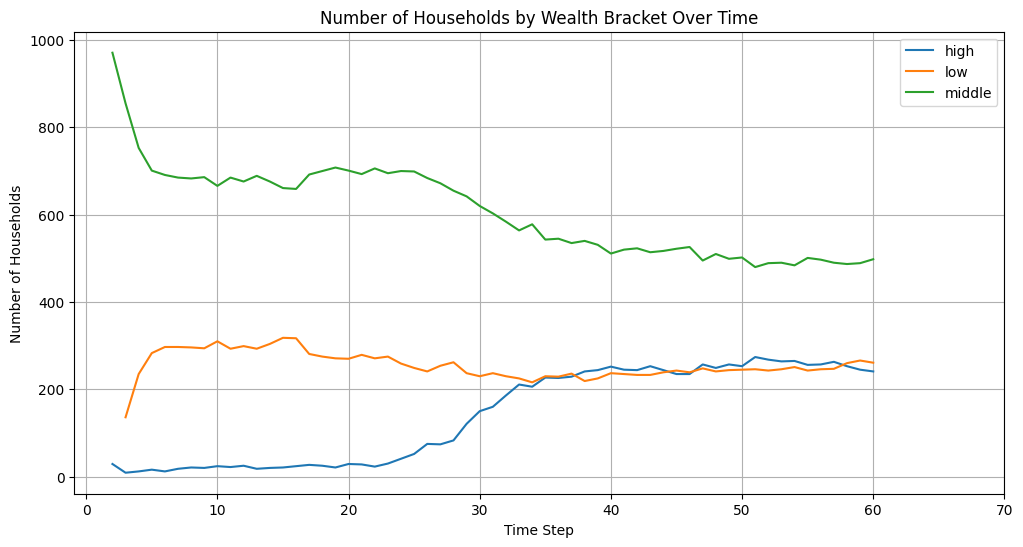 Number of Households by Wealth Bracket Over Time
high
low
middle
Number of Households
1000
800
600
400
200
0
0 10 20 30 40 50 60 70
Time Step